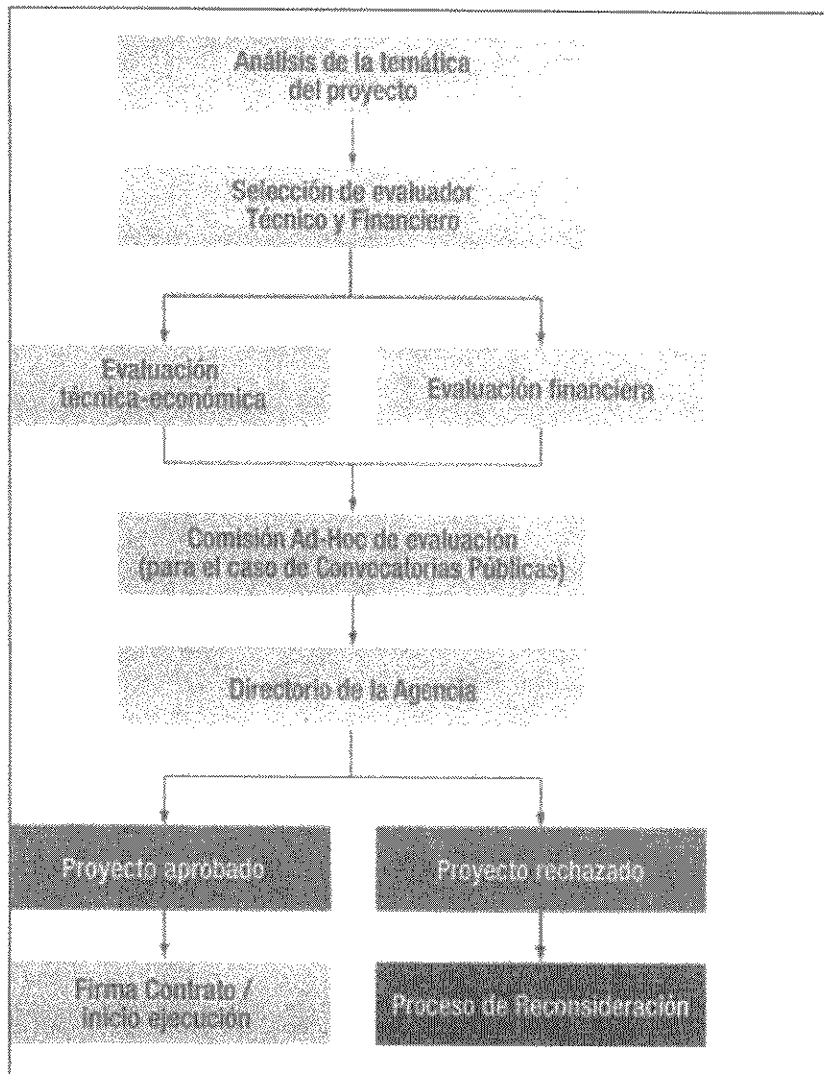 Análisis de la temática
del proyecto
Selección de evaluador
Técnico y Financiero
Evaluación
técnica-económica
Evaluación financiera
Comisión Ad-Hoc de evaluación
(para el caso de Convocatorias Públicas)
Directorio de la Agencia
Proyecto aprobado
Proyecto rechazado
Firma Contrato /
inicio ejecución
Proceso de Reconsideración